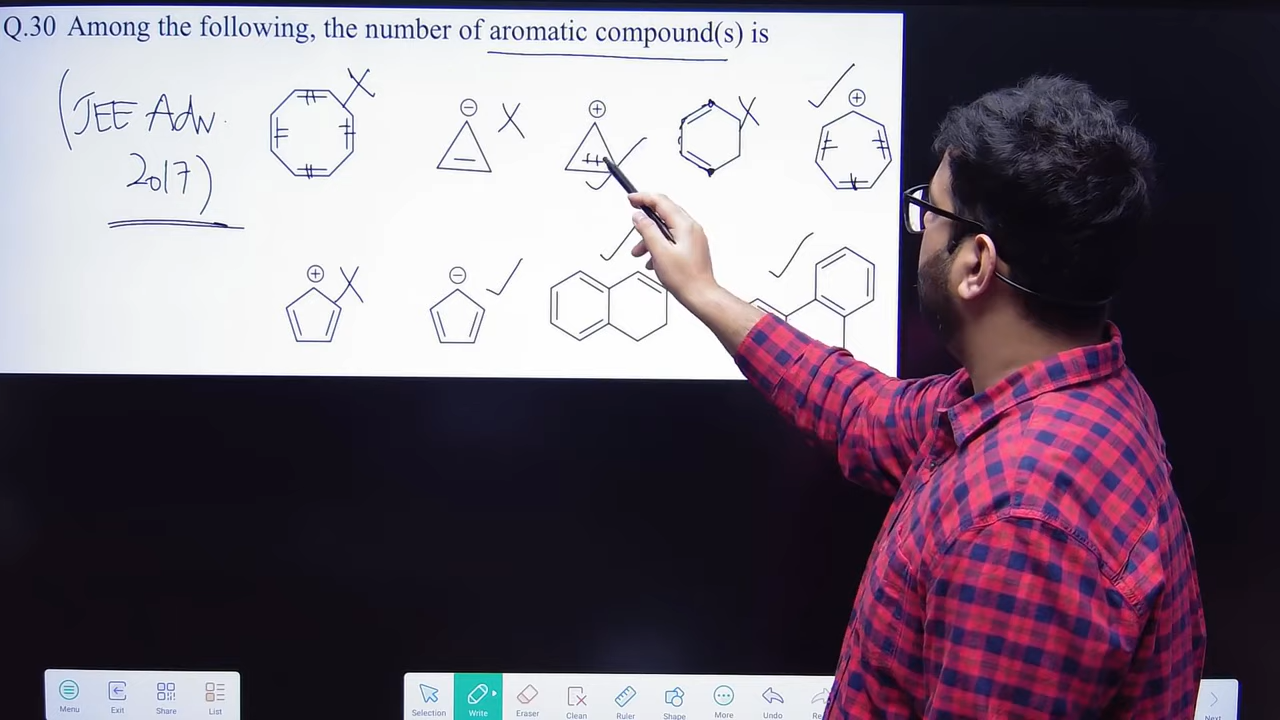 Q.30 Among the following, the number of aromatic compound(s) is
(JEE Adv.
2017)
Menu
Exit
Share
List
Selection
Write
Eraser
Clean
Ruler
Shape
More
Undo
Next